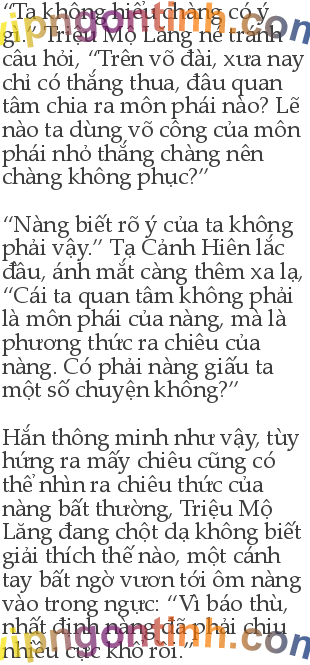 “Ta không hiểu chàng có ý
gì.” Triệu Mộ Lăng né tránh
câu hỏi, “Trên võ đài, xưa nay
chỉ có thắng thua, đâu quan
tâm chia ra môn phái nào? Lẽ
nào ta dùng võ công của môn
phái nhỏ thắng chàng nên
chàng không phục?”
“Nàng biết rõ ý của ta không
phải vậy.” Tạ Cảnh Hiên lắc
đầu, ánh mắt càng thêm xa lạ,
“Cái ta quan tâm không phải
là môn phái của nàng, mà là
phương thức ra chiêu của
nàng. Có phải nàng giấu ta
một số chuyện không?”
Hắn thông minh như vậy, tùy
hứng ra mấy chiêu cũng có
thể nhìn ra chiêu thức của
nàng bất thường, Triệu Mộ
Lăng đang chột dạ không biết
giải thích thế nào, một cánh
tay bất ngờ vươn tới ôm nàng
vào trong ngực: “Vì báo thù,
nhất định nàng đã phải chịu
nhiều cực khổ rồi.”
vipngontinh.com
vipngontinh.com